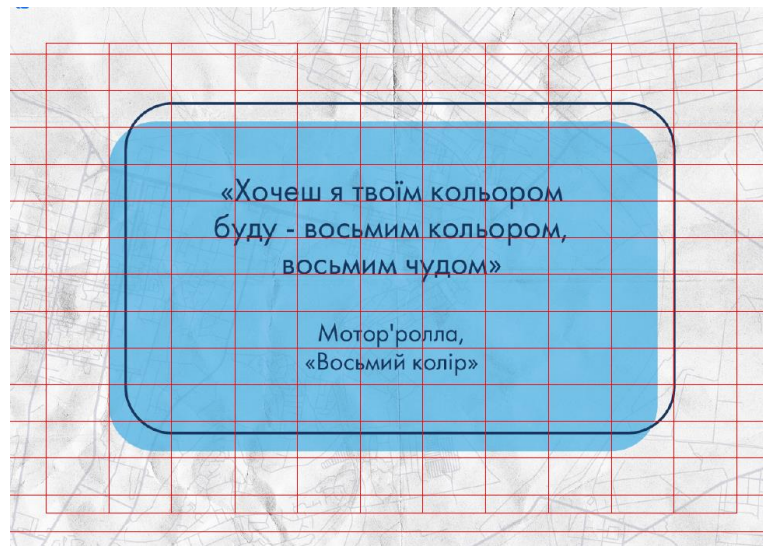 «Хочеш я твоїм кольором
буду - восьмим кольором,
восьмим чудом»
Мотор'ролла,
«Восьмий колір»